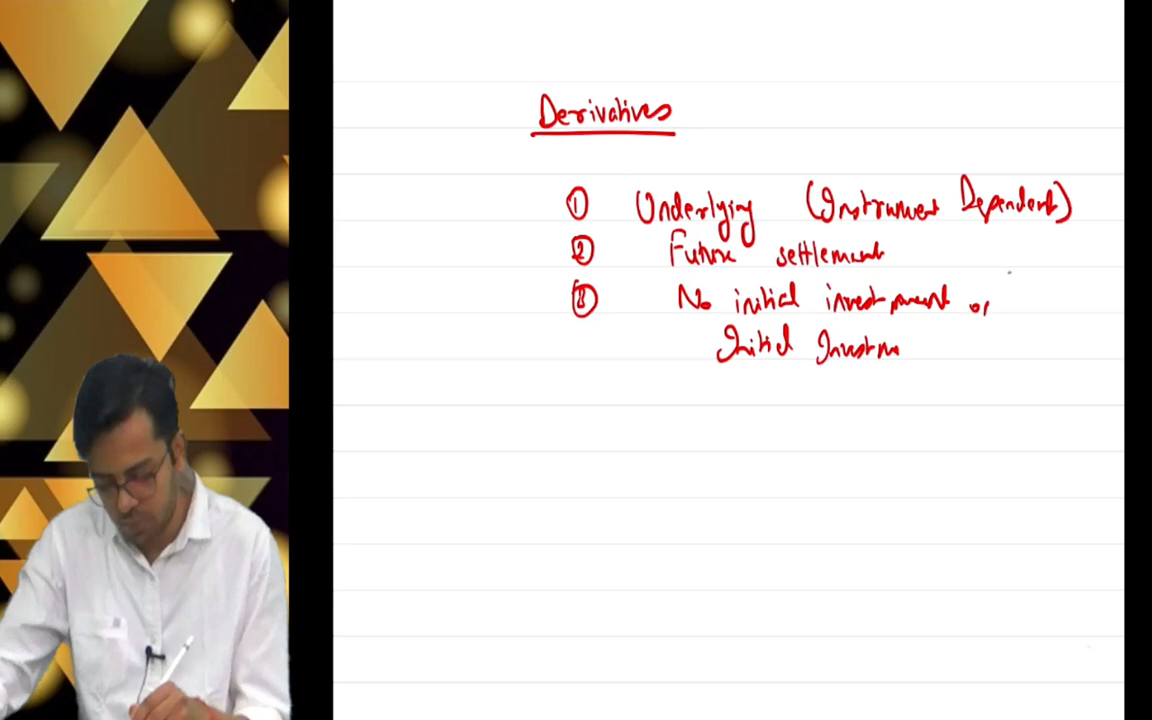 Derivatives
① Underlying (Instrument Dependent)
② Future settlement
③ No initial investment or
Initial Investm